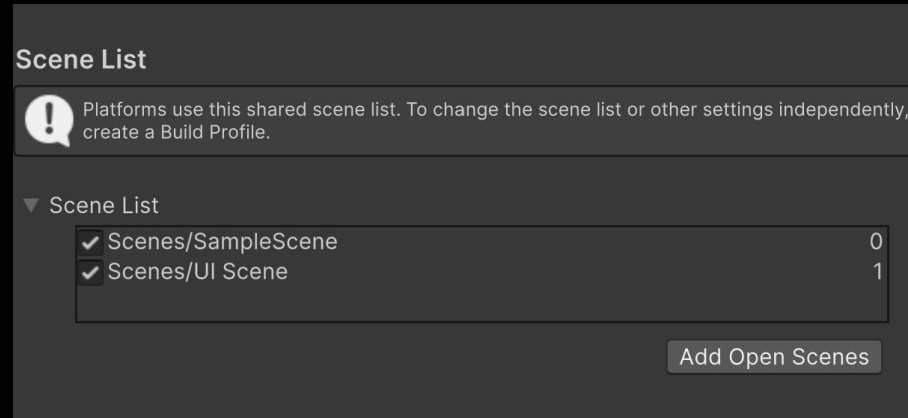 Scene List
Platforms use this shared scene list. To change the scene list or other settings independently,
create a Build Profile.
Scene List
Scenes/SampleScene 0
Scenes/UI Scene 1
Add Open Scenes